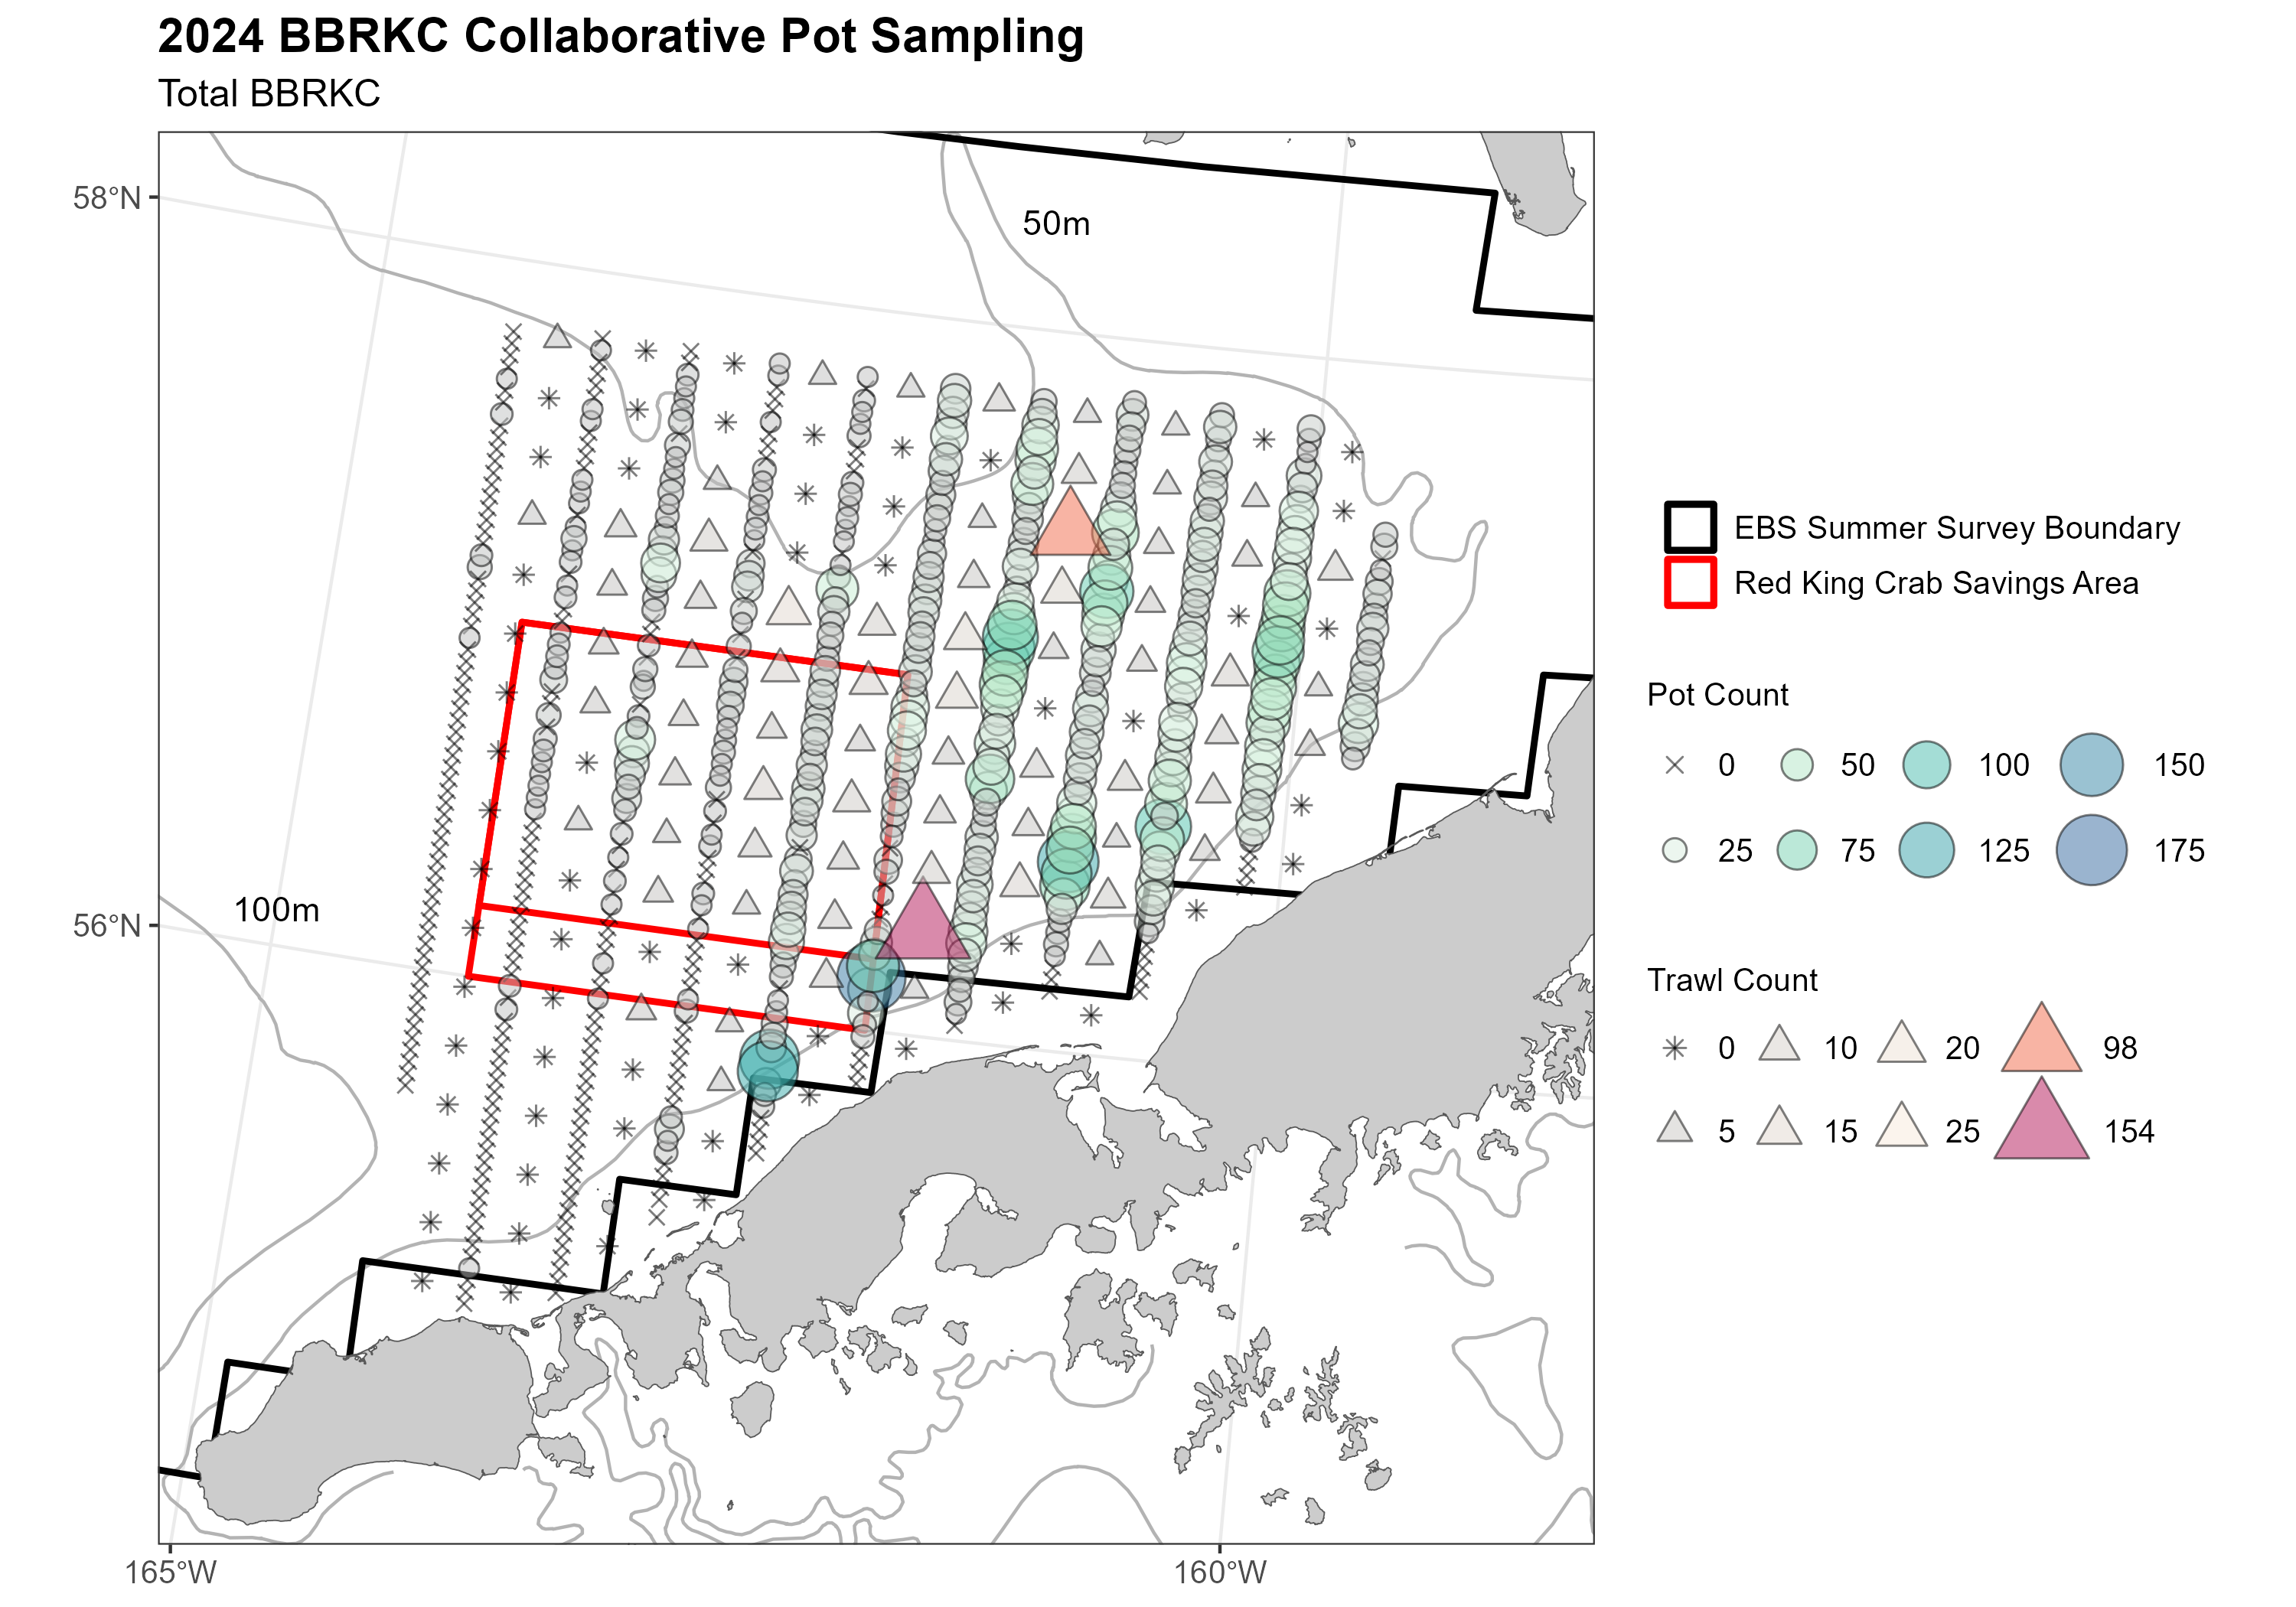 2024 BBRKC Collaborative Pot Sampling
Total BBRKC
58°N
50m
100m
56°N
165°W
160°W
EBS Summer Survey Boundary
Red King Crab Savings Area
Pot Count
0 50 100 150
25 75 125 175
Trawl Count
0 10 20 98
5 15 25 154